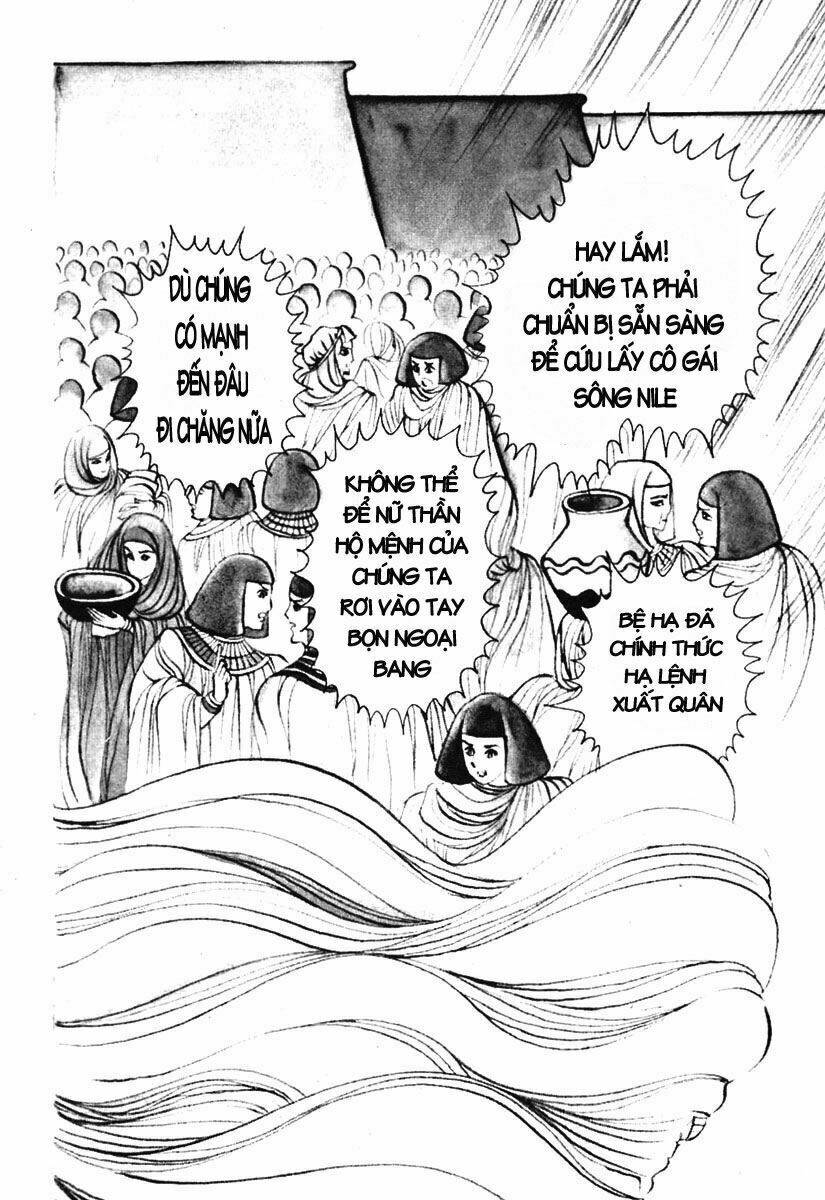 HAY LẮM!
CHÚNG TA PHẢI
CHUẨN BỊ SẴN SÀNG
ĐỂ CỨU LẤY CÔ GÁI
SÔNG NILE
DÙ CHÚNG
CÓ MẠNH
ĐẾN ĐÂU
ĐI CHĂNG NỮA
KHÔNG THỂ
ĐỂ NỮ THẦN
HỘ MỆNH CỦA
CHÚNG TA
RƠI VÀO TAY
BỌN NGOẠI
BANG
BỆ HẠ ĐÃ
CHÍNH THỨC
HẠ LỆNH
XUẤT QUÂN